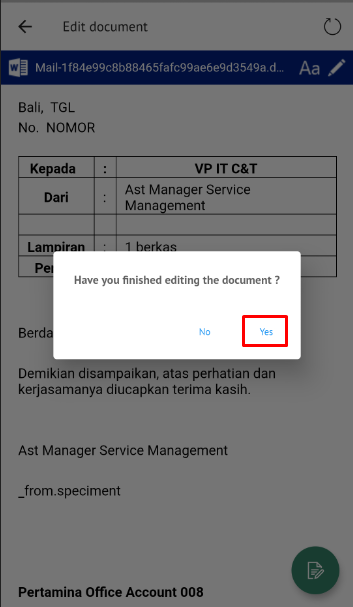 Edit document
Mail-1f84e99c8b88465fafc99ae6e9d3549a.d...
Aa
Bali, TGL
No. NOMOR
Kepada : VP IT C&T
Dari : Ast Manager Service
Management
Lampiran : 1 berkas
Per
Have you finished editing the document ?
No Yes
Berda
Demikian disampaikan, atas perhatian dan
kerjasamanya diucapkan terima kasih.
Ast Manager Service Management
_from.speciment
Pertamina Office Account 008